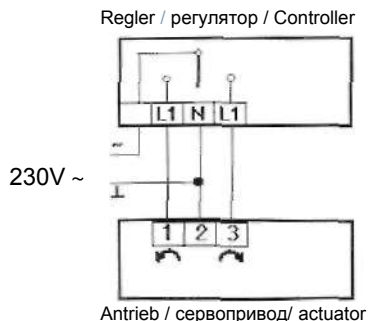 Regler / регулятор / Controller
L1 N L1
~
230V ~
⊥
1 2 3
Antrieb / сервопривод/ actuator